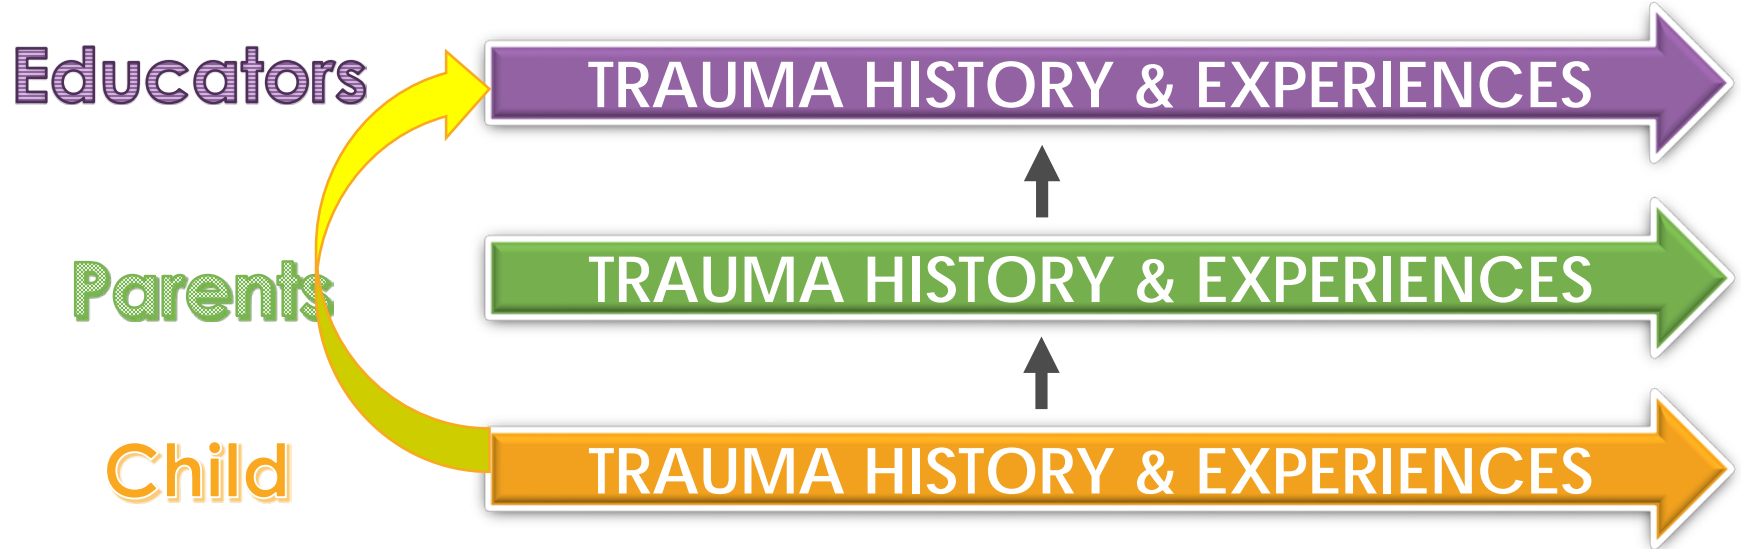 Educators
TRAUMA HISTORY & EXPERIENCES
Parents
TRAUMA HISTORY & EXPERIENCES
Child
TRAUMA HISTORY & EXPERIENCES